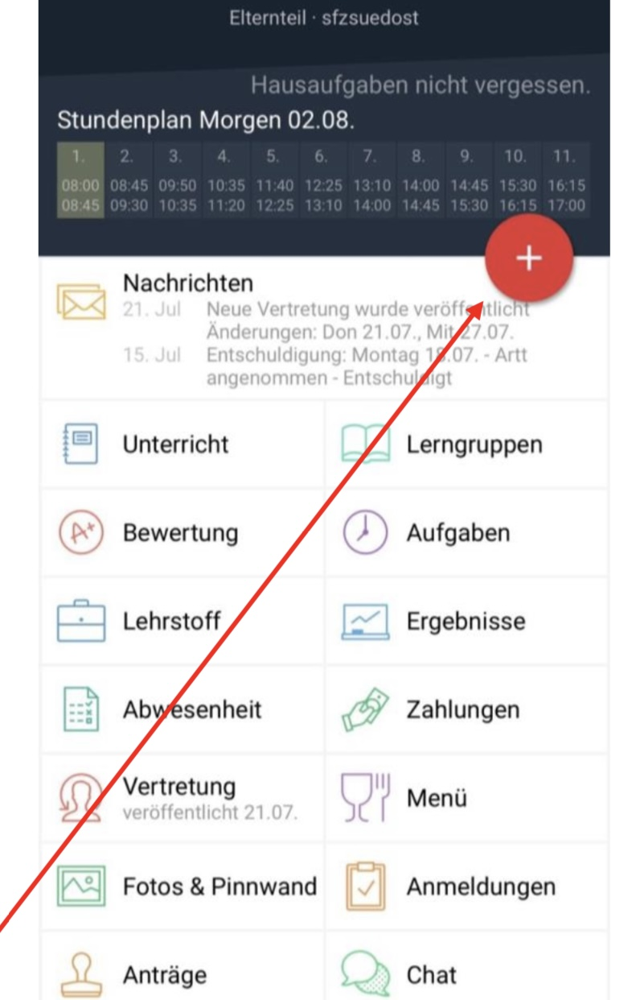 Elternteil · sfzsuedost
Hausaufgaben nicht vergessen.
Stundenplan Morgen 02.08.
1. 2. 3. 4. 5. 6. 7. 8. 9. 10. 11.
08:00 08:45 09:50 10:35 11:40 12:25 13:10 14:00 14:45 15:30 16:15
08:45 09:30 10:35 11:20 12:25 13:10 14:00 14:45 15:30 16:15 17:00
+
Nachrichten
21. Jul Neue Vertretung wurde veröffentlicht
Änderungen: Don 21.07., Mit 27.07.
15. Jul Entschuldigung: Montag 18.07. - Artt
angenommen - Entschuldigt
Unterricht
Lerngruppen
A+
Bewertung
Aufgaben
Lehrstoff
Ergebnisse
Abwesenheit
Zahlungen
Vertretung
veröffentlicht 21.07.
Menü
Fotos & Pinnwand
Anmeldungen
Anträge
Chat